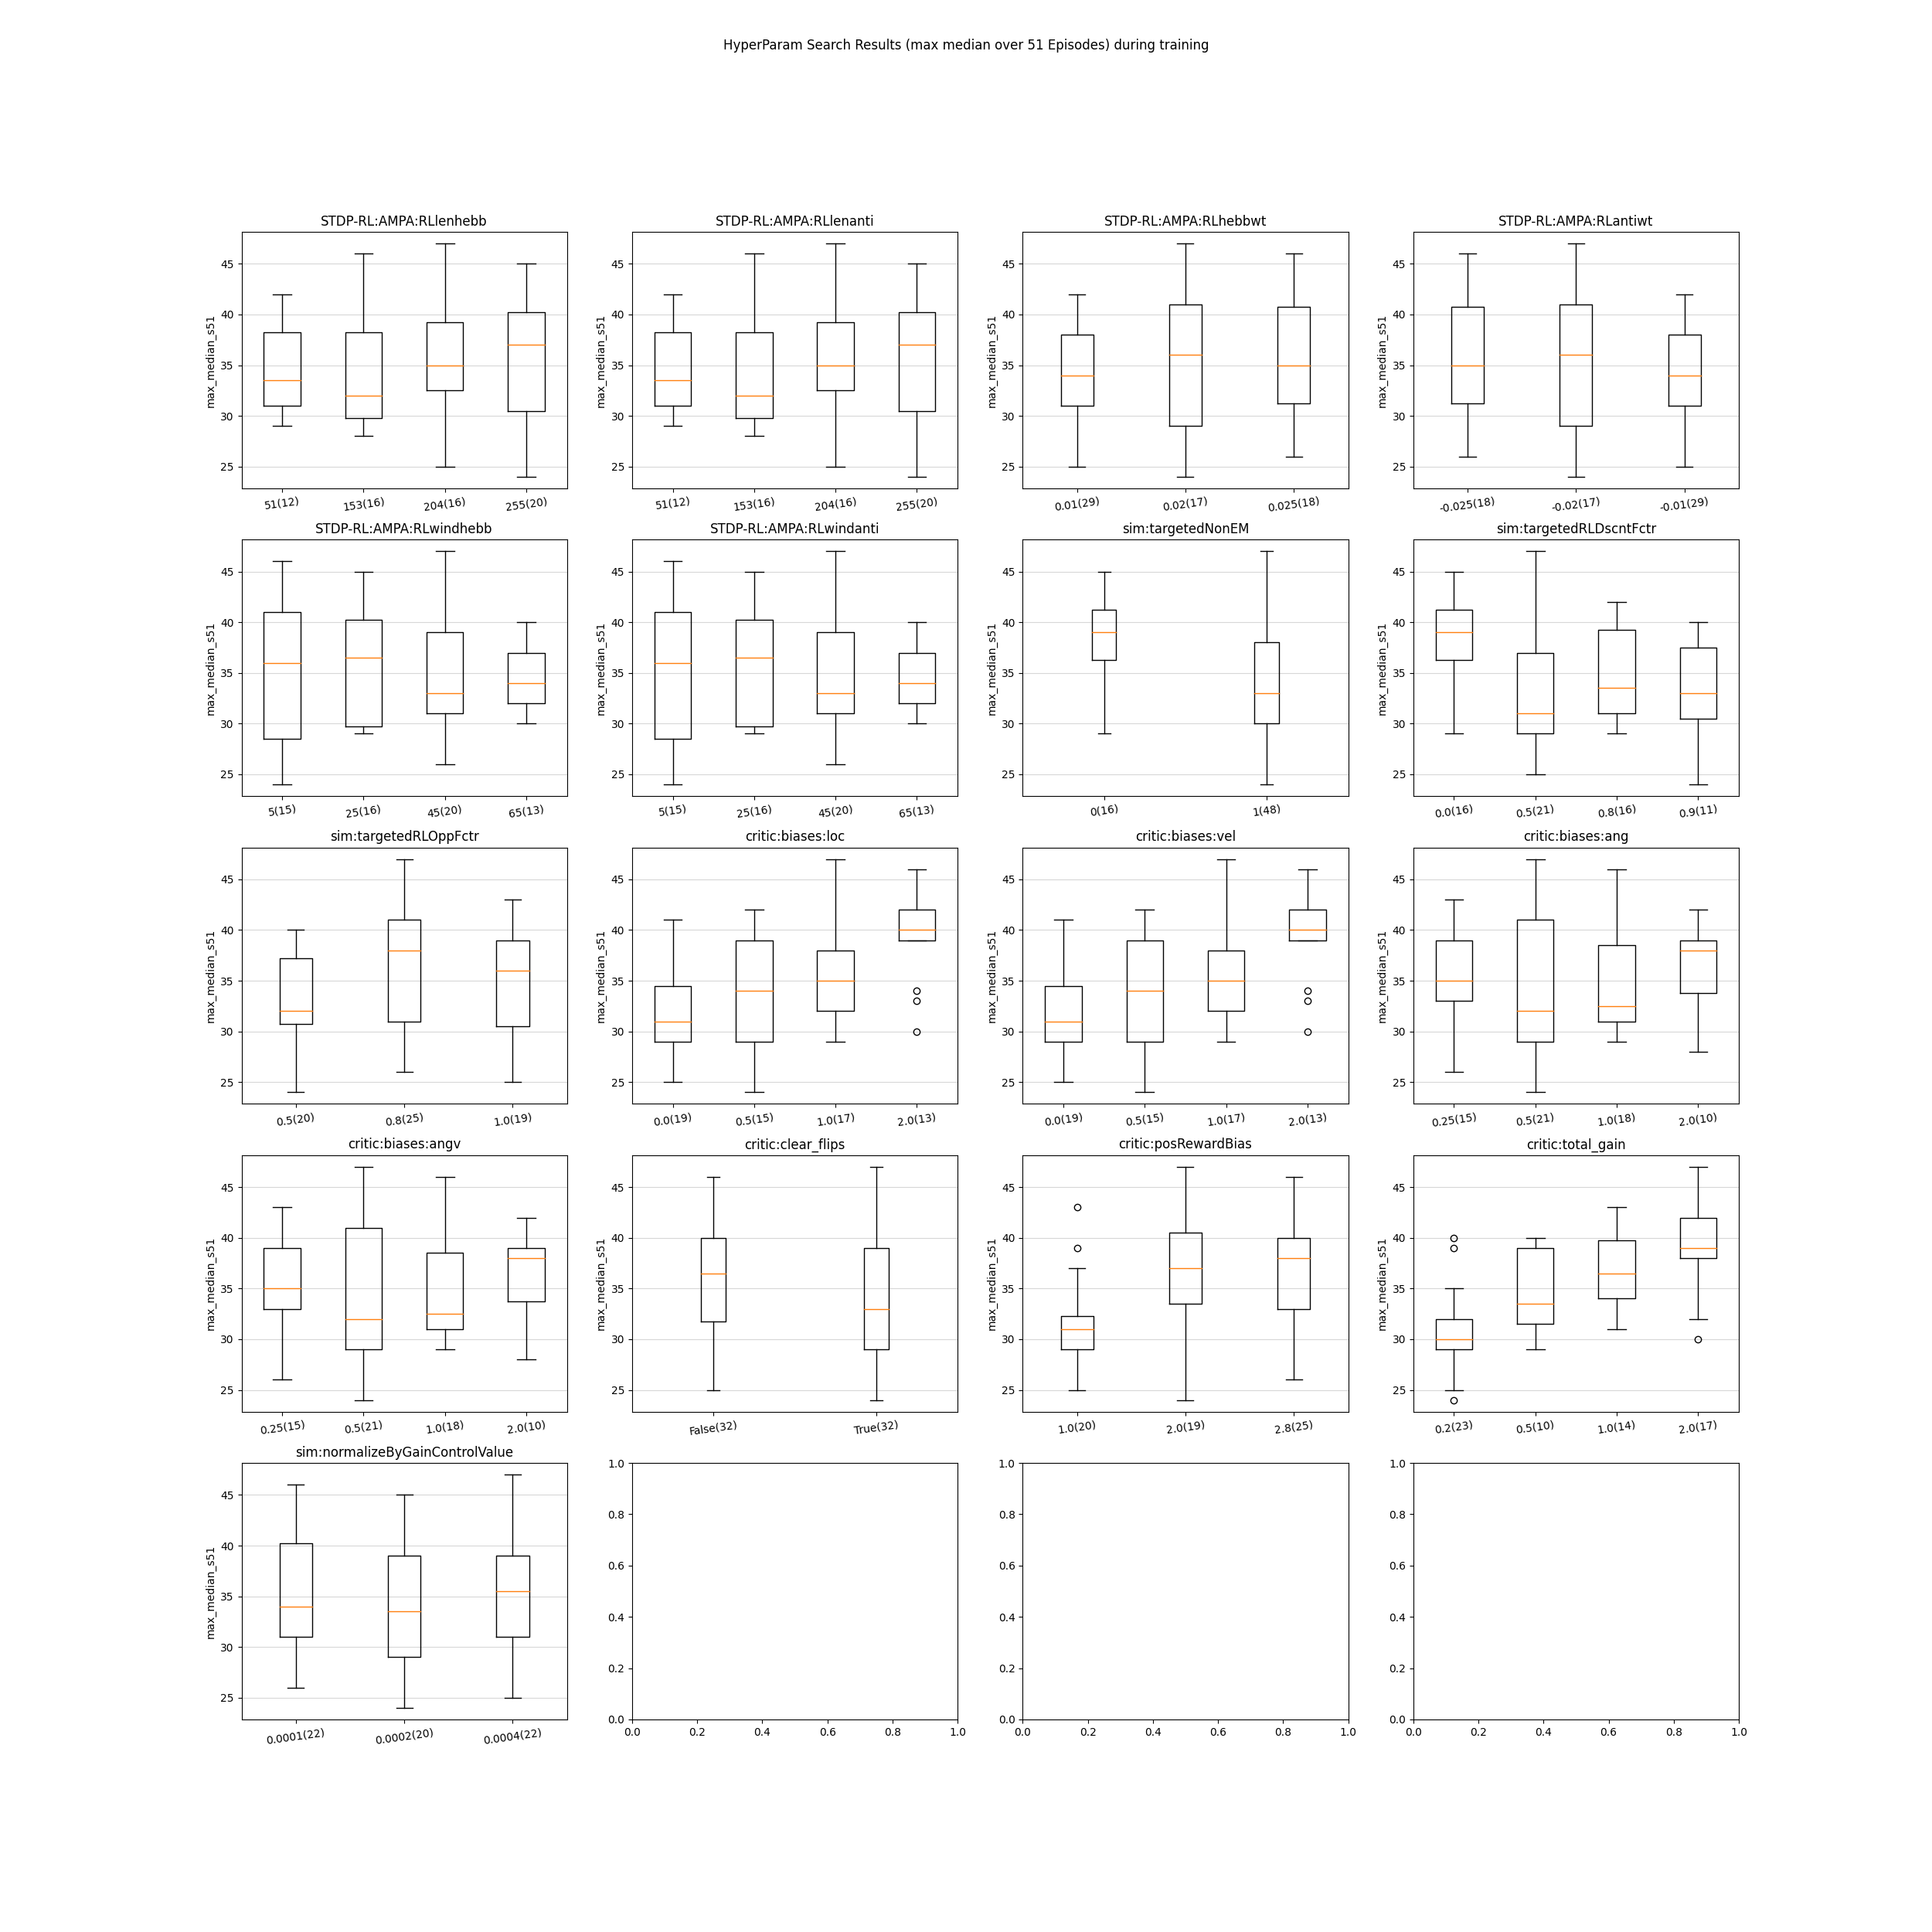 HyperParam Search Results (max median over 51 Episodes) during training
STDP-RL:AMPA:RLlenhebb
max_median_s51
45
40
35
30
25
51(12) 153(16) 204(16) 255(20)
STDP-RL:AMPA:RLlenanti
max_median_s51
45
40
35
30
25
51(12) 153(16) 204(16) 255(20)
STDP-RL:AMPA:RLhebbwt
max_median_s51
45
40
35
30
25
0.01(29) 0.02(17) 0.025(18)
STDP-RL:AMPA:RLantiwt
max_median_s51
45
40
35
30
25
-0.025(18) -0.02(17) -0.01(29)
STDP-RL:AMPA:RLwindhebb
max_median_s51
45
40
35
30
25
5(15) 25(16) 45(20) 65(13)
STDP-RL:AMPA:RLwindanti
max_median_s51
45
40
35
30
25
5(15) 25(16) 45(20) 65(13)
sim:targetedNonEM
max_median_s51
45
40
35
30
25
0(16) 1(48)
sim:targetedRLDscntFctr
max_median_s51
45
40
35
30
25
0.0(16) 0.5(21) 0.8(16) 0.9(11)
sim:targetedRLOppFctr
max_median_s51
45
40
35
30
25
0.5(20) 0.8(25) 1.0(19)
critic:biases:loc
max_median_s51
45
40
35
30
25
0.0(19) 0.5(15) 1.0(17) 2.0(13)
critic:biases:vel
max_median_s51
45
40
35
30
25
0.0(19) 0.5(15) 1.0(17) 2.0(13)
critic:biases:ang
max_median_s51
45
40
35
30
25
0.25(15) 0.5(21) 1.0(18) 2.0(10)
critic:biases:angv
max_median_s51
45
40
35
30
25
0.25(15) 0.5(21) 1.0(18) 2.0(10)
critic:clear_flips
max_median_s51
45
40
35
30
25
False(32) True(32)
critic:posRewardBias
max_median_s51
45
40
35
30
25
1.0(20) 2.0(19) 2.8(25)
critic:total_gain
max_median_s51
45
40
35
30
25
0.2(23) 0.5(10) 1.0(14) 2.0(17)
sim:normalizeByGainControlValue
max_median_s51
45
40
35
30
25
0.0001(22) 0.0002(20) 0.0004(22)
1.0
0.8
0.6
0.4
0.2
0.0
0.0 0.2 0.4 0.6 0.8 1.0
1.0
0.8
0.6
0.4
0.2
0.0
0.0 0.2 0.4 0.6 0.8 1.0
1.0
0.8
0.6
0.4
0.2
0.0
0.0 0.2 0.4 0.6 0.8 1.0